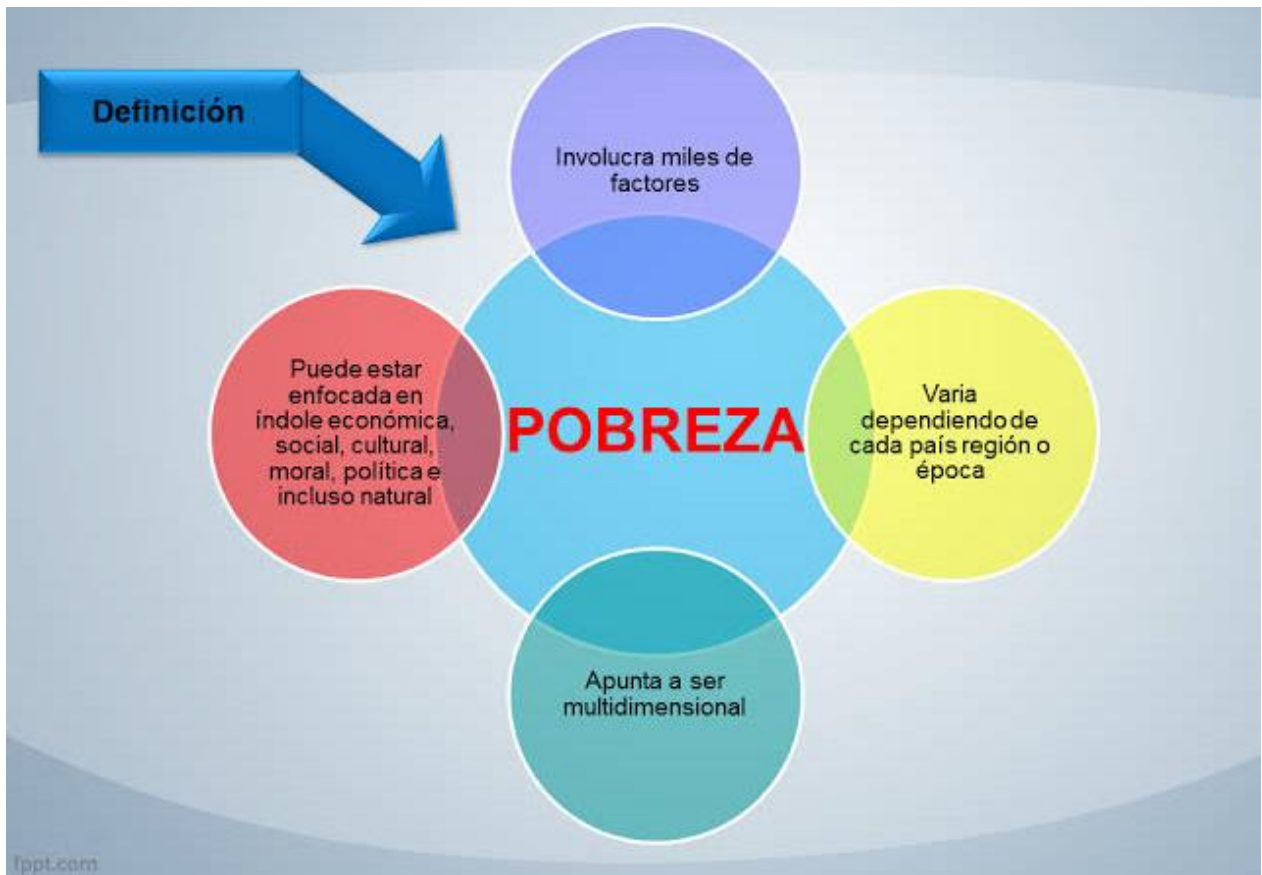 Definición
Involucra miles de
factores
Puede estar
enfocada en
índole económica,
social, cultural,
moral, política e
incluso natural
POBREZA
Varia
dependiendo de
cada país región o
época
Apunta a ser
multidimensional
fppt.com